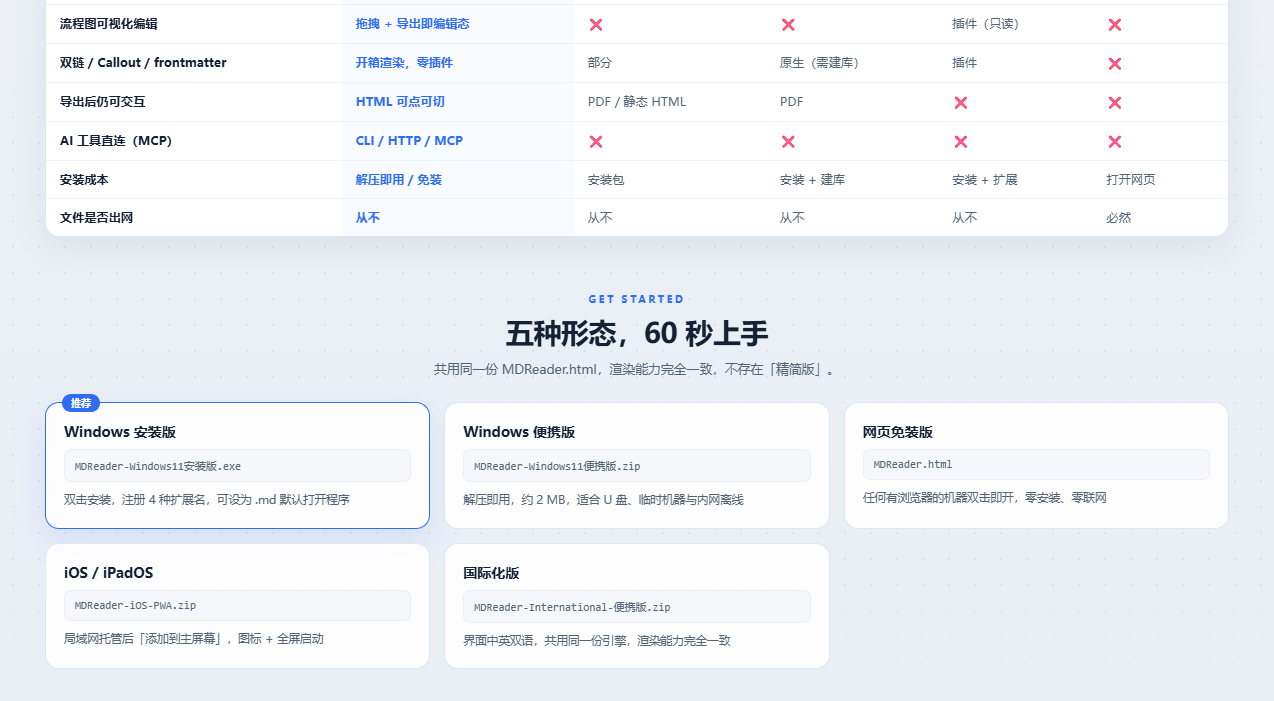 流程图可视化编辑 拖拽 + 导出即编辑态 ❌ ❌ 插件（只读） ❌
双链 / Callout / frontmatter 开箱渲染，零插件 部分 原生（需建库） 插件 ❌
导出后仍可交互 HTML 可点可切 PDF / 静态 HTML PDF ❌ ❌
AI 工具直连（MCP） CLI / HTTP / MCP ❌ ❌ ❌ ❌
安装成本 解压即用 / 免装 安装包 安装 + 建库 安装 + 扩展 打开网页
文件是否出网 从不 从不 从不 从不 必然
GET STARTED
五种形态，60 秒上手
共用同一份 MDReader.html，渲染能力完全一致，不存在「精简版」。
推荐
Windows 安装版
MDReader-Windows11安装版.exe
双击安装，注册 4 种扩展名，可设为 .md 默认打开程序
Windows 便携版
MDReader-Windows11便携版.zip
解压即用，约 2 MB，适合 U 盘、临时机器与内网离线
网页免装版
MDReader.html
任何有浏览器的机器双击即开，零安装、零联网
iOS / iPadOS
MDReader-iOS-PWA.zip
局域网托管后「添加到主屏幕」，图标 + 全屏启动
国际化版
MDReader-International-便携版.zip
界面中英双语，共用同一份引擎，渲染能力完全一致